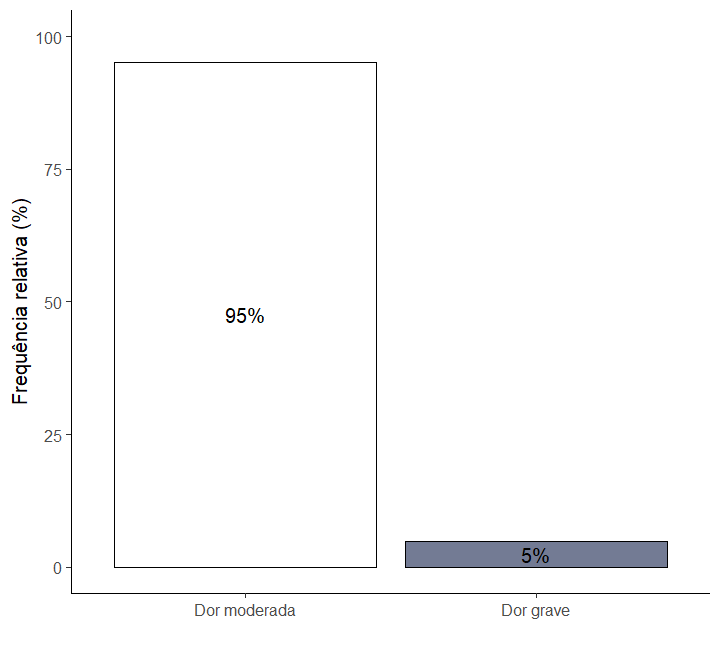 Frequência relativa (%)
100
75
50
25
0
95%
5%
Dor moderada
Dor grave